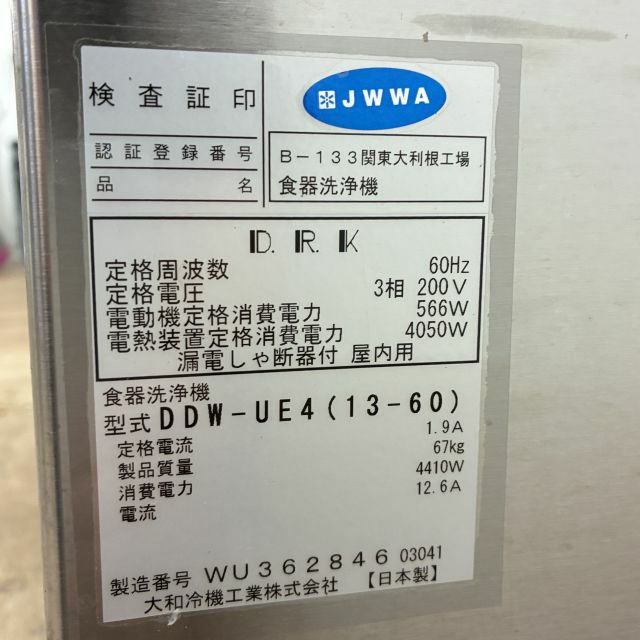 検査証印 JWWA
認証登録番号 B-133関東大利根工場
品名 食器洗浄機
D.R.K
定格周波数 60Hz
定格電圧 3相 200V
電動機定格消費電力 566W
電熱装置定格消費電力 4050W
漏電しゃ断器付 屋内用
食器洗浄機
型式 DDW-UE4(13-60)
定格電流 1.9A
製品質量 67kg
消費電力 4410W
電流 12.6A
製造番号 WU362846 03041
大和冷機工業株式会社 【日本製】